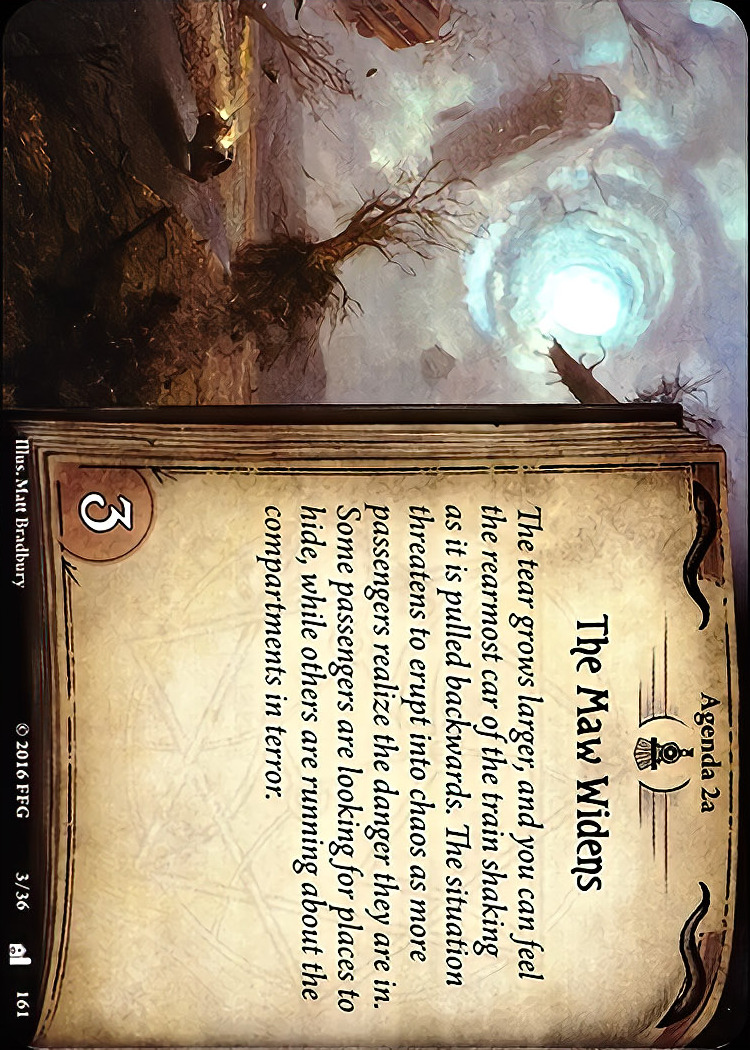 Agenda 2a
The Maw Widens
The tear grows larger, and you can feel
the rearmost car of the train shaking
as it is pulled backwards. The situation
threatens to erupt into chaos as more
passengers realize the danger they are in.
Some passengers are looking for places to
hide, while others are running about the
compartments in terror.
3
Illus. Matt Bradbury © 2016 FFG 3/36 161